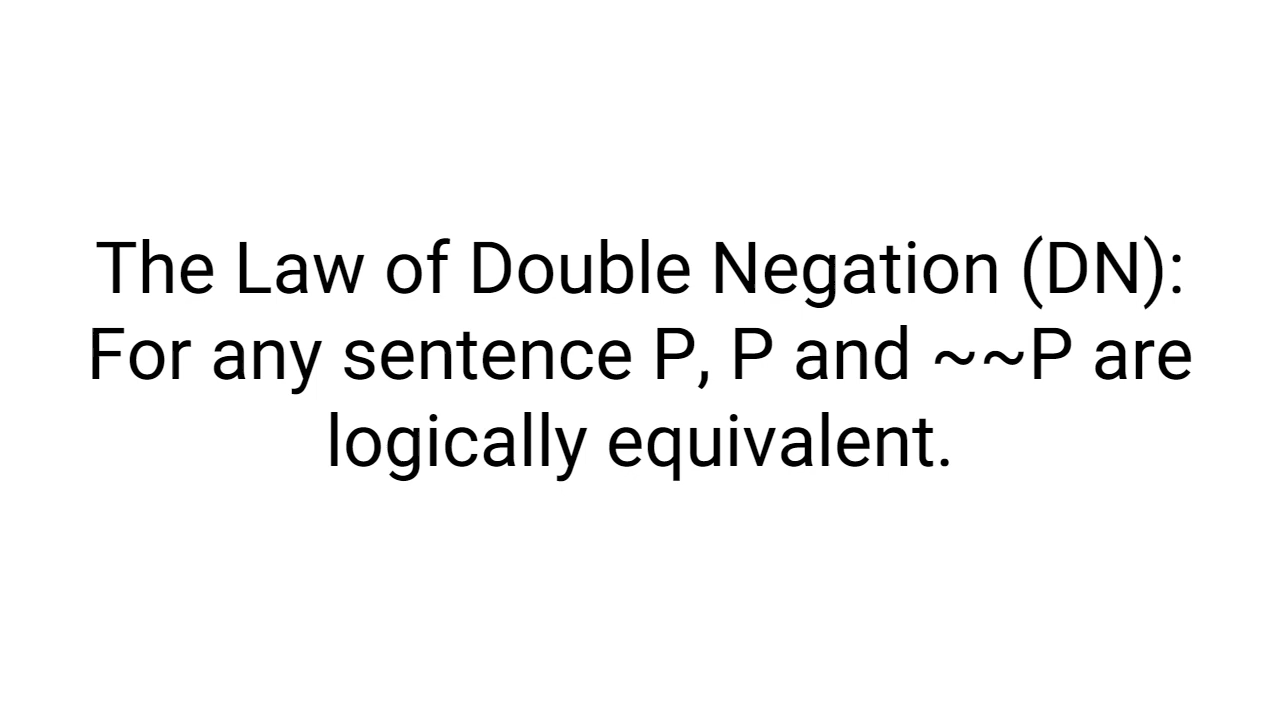 The Law of Double Negation (DN):
For any sentence P, P and ~~P are
logically equivalent.